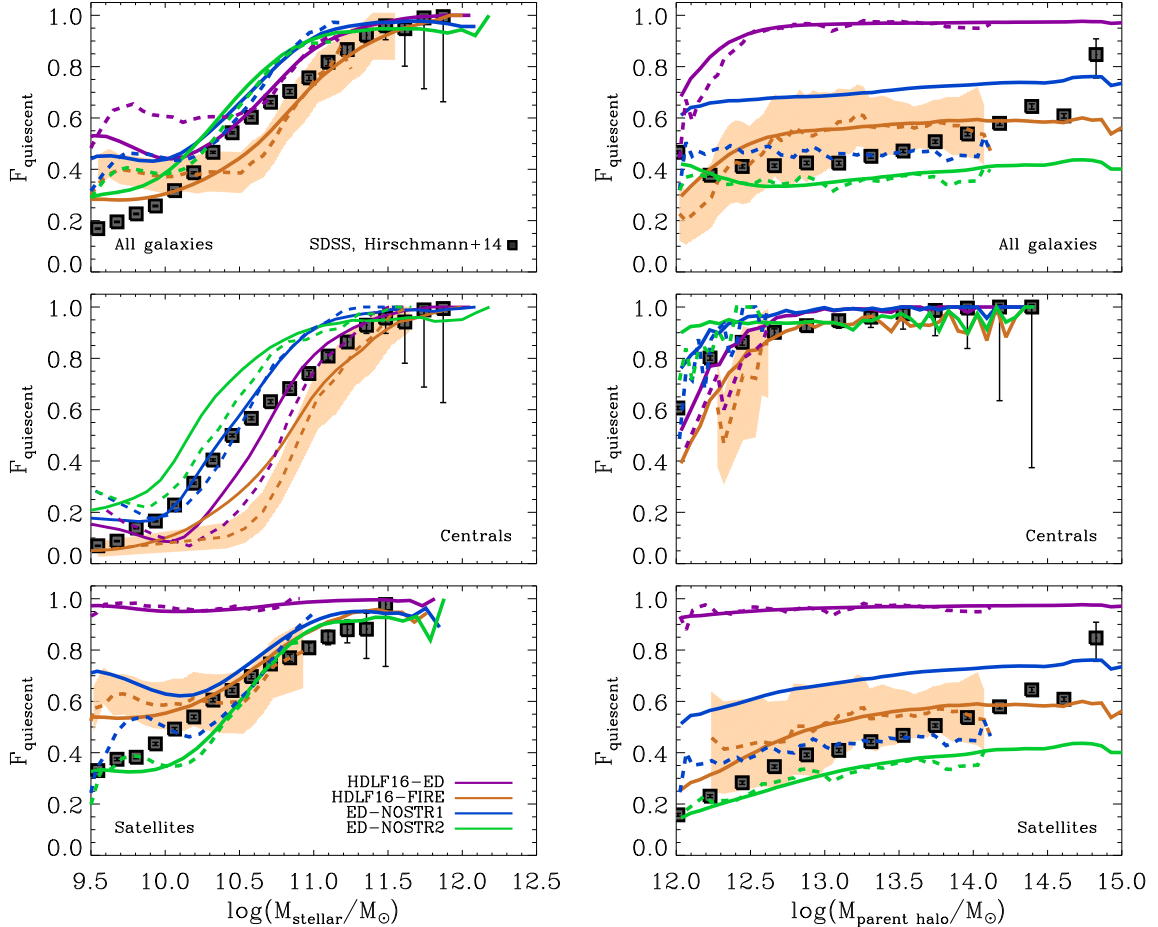 1.0
0.8
0.6
0.4
0.2
0.0
F_quiescent
All galaxies
SDSS, Hirschmann+14
1.0
0.8
0.6
0.4
0.2
0.0
F_quiescent
All galaxies
1.0
0.8
0.6
0.4
0.2
0.0
F_quiescent
Centrals
1.0
0.8
0.6
0.4
0.2
0.0
F_quiescent
Centrals
1.0
0.8
0.6
0.4
0.2
0.0
F_quiescent
HDLF16-ED
HDLF16-FIRE
ED-NOSTR1
ED-NOSTR2
Satellites
9.5 10.0 10.5 11.0 11.5 12.0 12.5
log(M_stellar/M_⊙)
1.0
0.8
0.6
0.4
0.2
0.0
F_quiescent
Satellites
12.0 12.5 13.0 13.5 14.0 14.5 15.0
log(M_parent halo/M_⊙)